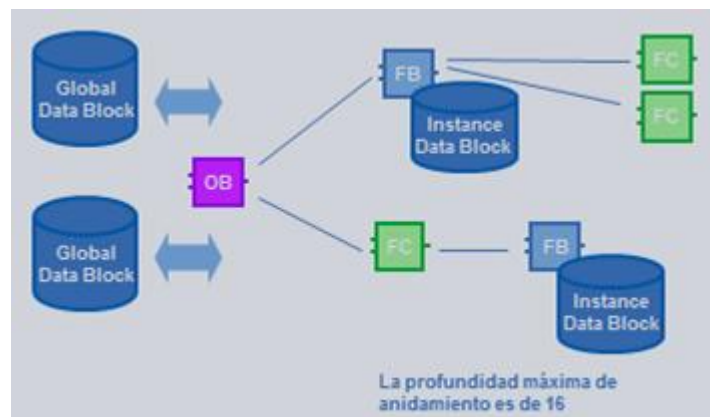 Global
Data Block
FB
FC
FC
Instance
Data Block
OB
Global
Data Block
FC
FB
Instance
Data Block
La profundidad máxima de
anidamiento es de 16